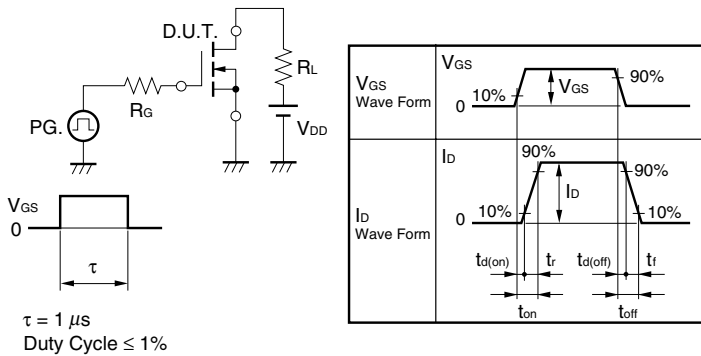 D.U.T.
RL
RG
PG.
VDD
VGS
0
τ
τ = 1 μs
Duty Cycle ≤ 1%
VGS
Wave Form
VGS
VGS
10%
90%
0
ID
Wave Form
ID
90%
90%
ID
10%
10%
0
td(on)
tr
td(off)
tf
ton
toff